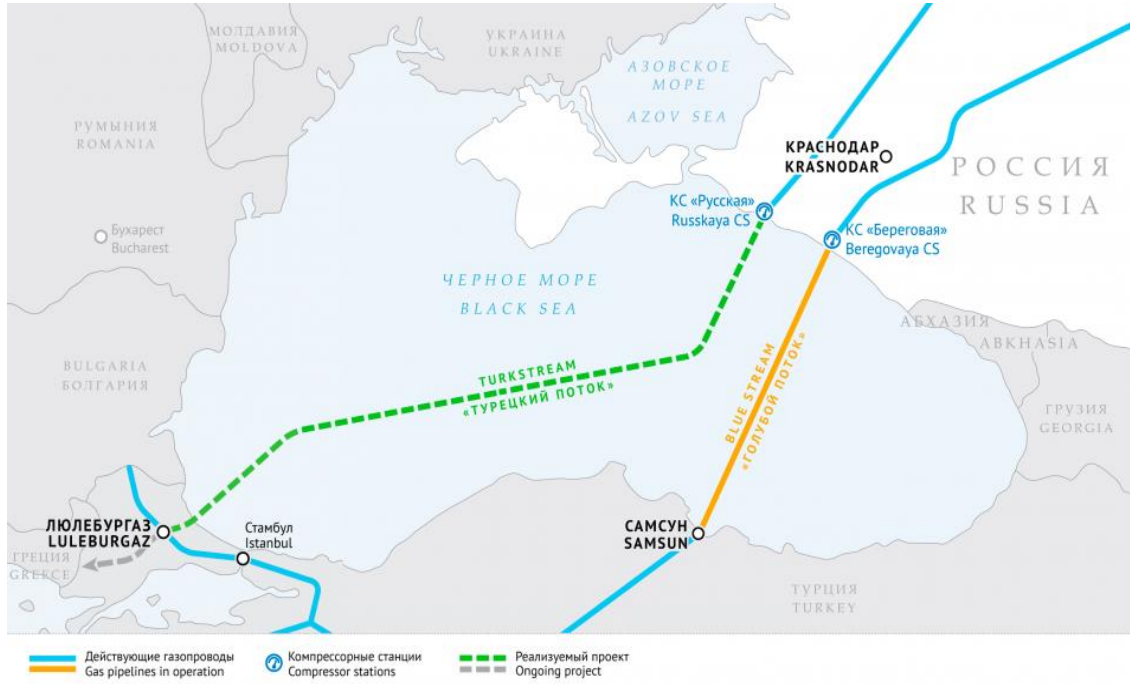 МОЛДАВИЯ
MOLDOVA
УКРАИНА
UKRAINE
АЗОВСКОЕ
МОРЕ
AZOV SEA
РУМЫНИЯ
ROMANIA
КРАСНОДАР
KRASNODAR
РОССИЯ
RUSSIA
КС «Русская»
Russkaya CS
КС «Береговая»
Beregovaya CS
Бухарест
Bucharest
ЧЕРНОЕ МОРЕ
BLACK SEA
АБХАЗИЯ
ABKHASIA
BULGARIA
БОЛГАРИЯ
TURKSTREAM
«ТУРЕЦКИЙ ПОТОК»
BLUE STREAM
«ГОЛУБОЙ ПОТОК»
ГРУЗИЯ
GEORGIA
ЛЮЛЕБУРГАЗ
LULEBURGAZ
Стамбул
Istanbul
САМСУН
SAMSUN
ГРЕЦИЯ
GREECE
ТУРЦИЯ
TURKEY
Действующие газопроводы
Gas pipelines in operation
Компрессорные станции
Compressor stations
Реализуемый проект
Ongoing project